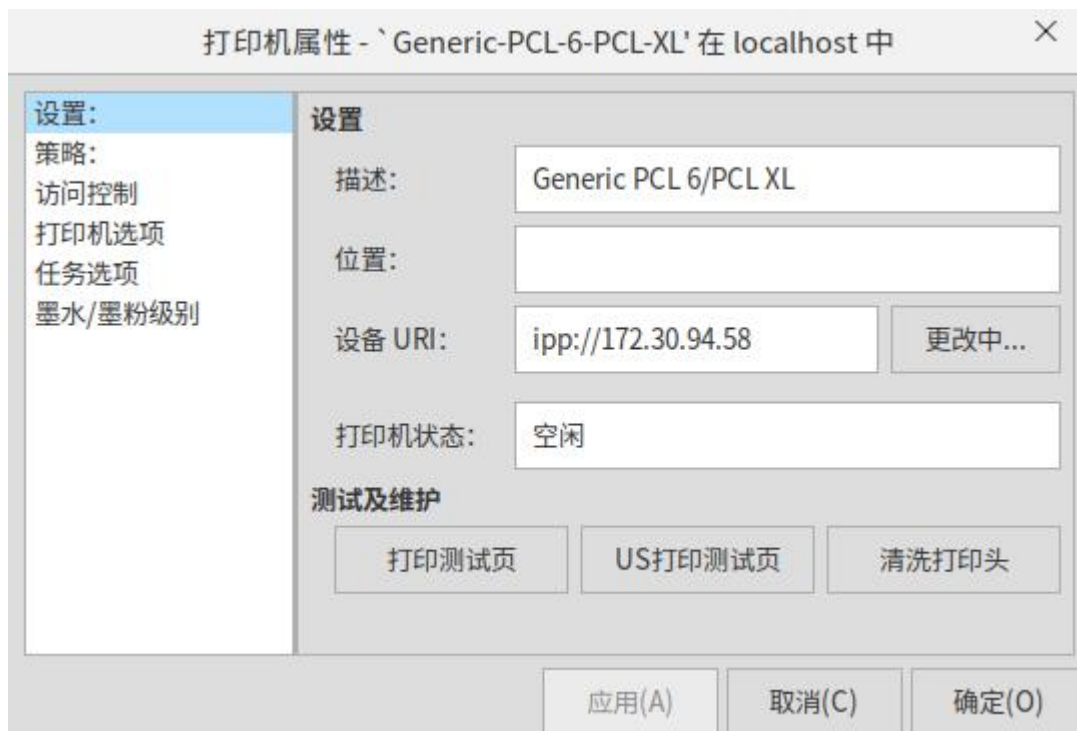 打印机属性 - `Generic-PCL-6-PCL-XL' 在 localhost 中
设置:
策略:
访问控制
打印机选项
任务选项
墨水/墨粉级别
设置
描述: Generic PCL 6/PCL XL
位置:
设备 URI: ipp://172.30.94.58 更改中...
打印机状态: 空闲
测试及维护
打印测试页 US打印测试页 清洗打印头
应用(A) 取消(C) 确定(O)